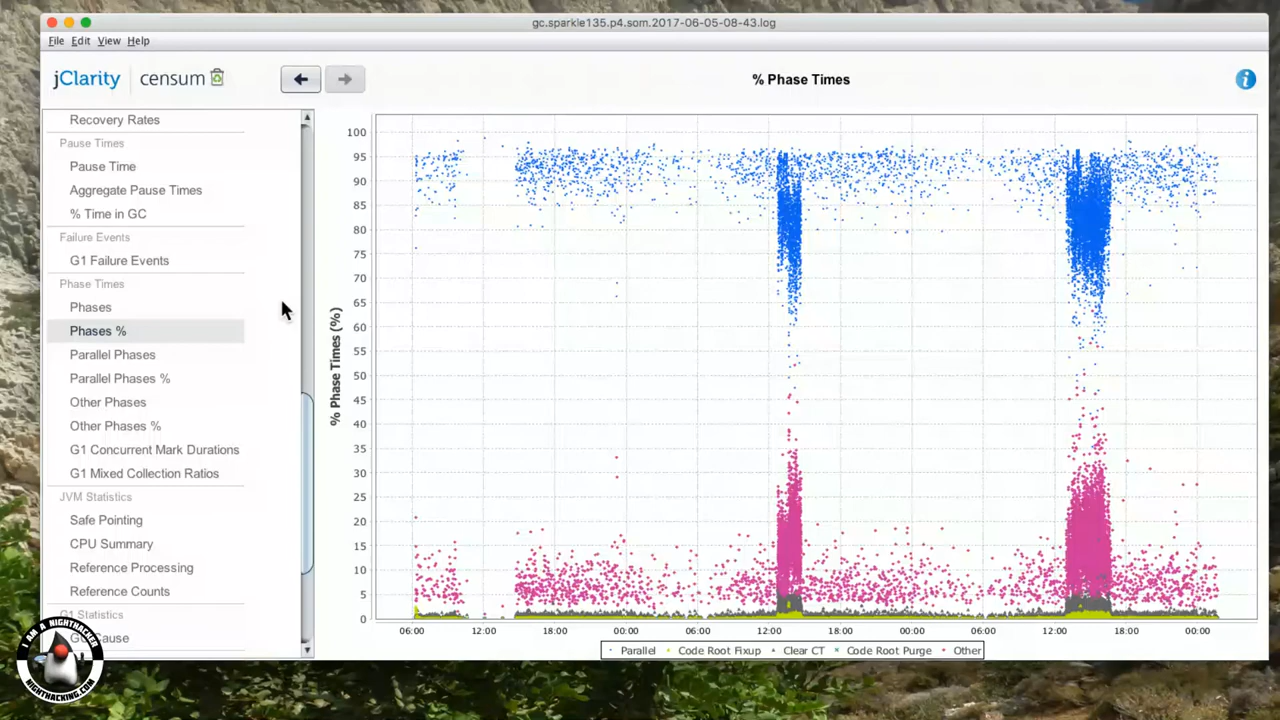 gc.sparkle135.p4.som.2017-06-05-08-43.log
File Edit View Help
jClarity censum
% Phase Times
Recovery Rates
Pause Times
Pause Time
Aggregate Pause Times
% Time in GC
Failure Events
G1 Failure Events
Phase Times
Phases
Phases %
Parallel Phases
Parallel Phases %
Other Phases
Other Phases %
G1 Concurrent Mark Durations
G1 Mixed Collection Ratios
JVM Statistics
Safe Pointing
CPU Summary
Reference Processing
Reference Counts
G1 Statistics
Cause
% Phase Times (%)
100
95
90
85
80
75
70
65
60
55
50
45
40
35
30
25
20
15
10
5
0
06:00 12:00 18:00 00:00 06:00 12:00 18:00 00:00 06:00 12:00 18:00 00:00
Parallel Code Root Fixup Clear CT Code Root Purge Other
I AM A NIGHTHACKER
NIGHTHACKING.COM